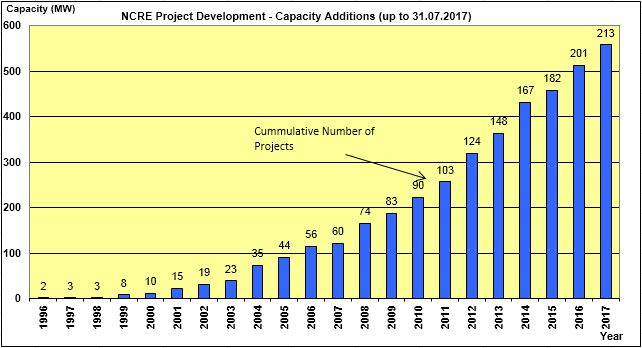 Capacity (MW)
NCRE Project Development - Capacity Additions (up to 31.07.2017)
600
500
400
300
200
100
0
Cummulative Number of
Projects
2 3 3 8 10 15 19 23 35 44 56 60 74 83 90 103 124 148 167 182 201 213
1996 1997 1998 1999 2000 2001 2002 2003 2004 2005 2006 2007 2008 2009 2010 2011 2012 2013 2014 2015 2016 2017
Year